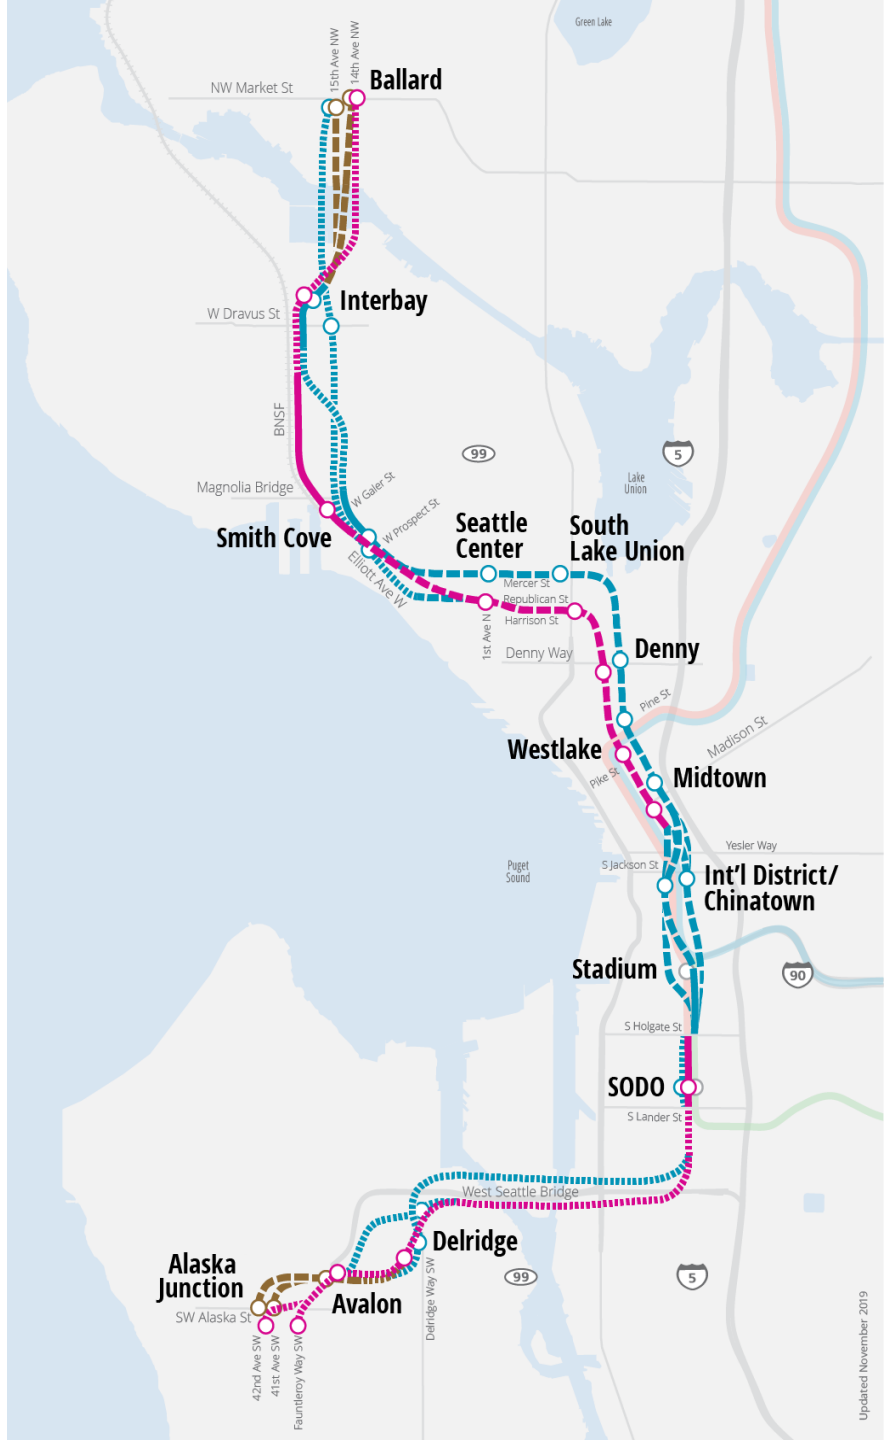 Green Lake
15th Ave NW
14th Ave NW
Ballard
NW Market St
Interbay
W Dravus St
BNSF
99
5
Magnolia Bridge
W Galer St
Lake
Union
W Prospect St
Smith Cove
Seattle
Center
South
Lake Union
Elliott Ave W
Mercer St
Republican St
Harrison St
1st Ave N
Denny Way
Denny
Pine St
Madison St
Westlake
Pike St
Midtown
Yesler Way
Puget
Sound
S Jackson St
Int'l District/
Chinatown
Stadium
90
S Holgate St
SODO
S Lander St
West Seattle Bridge
Delridge
Alaska
Junction
99
5
Avalon
SW Alaska St
Delridge Way SW
42nd Ave SW
41st Ave SW
Fauntleroy Way SW
Updated November 2019